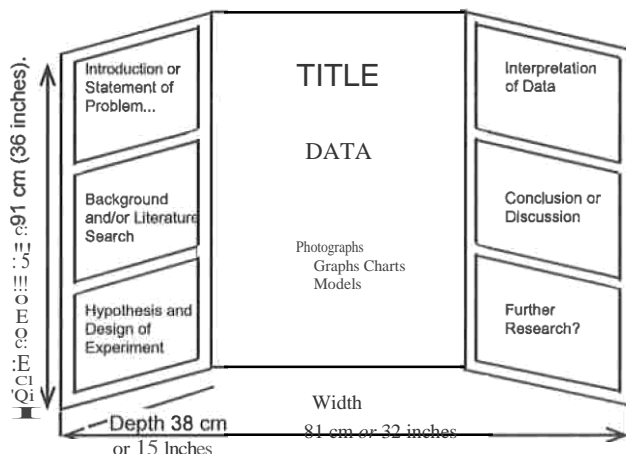 Introduction or
Statement of
Problem...
Background
and/or Literature
Search
Hypothesis and
Design of
Experiment
TITLE
DATA
Photographs
Graphs Charts
Models
Interpretation
of Data
Conclusion or
Discussion
Further
Research?
91 cm (36 inches).
Depth 38 cm
or 15 Inches
Width
81 cm or 32 inches